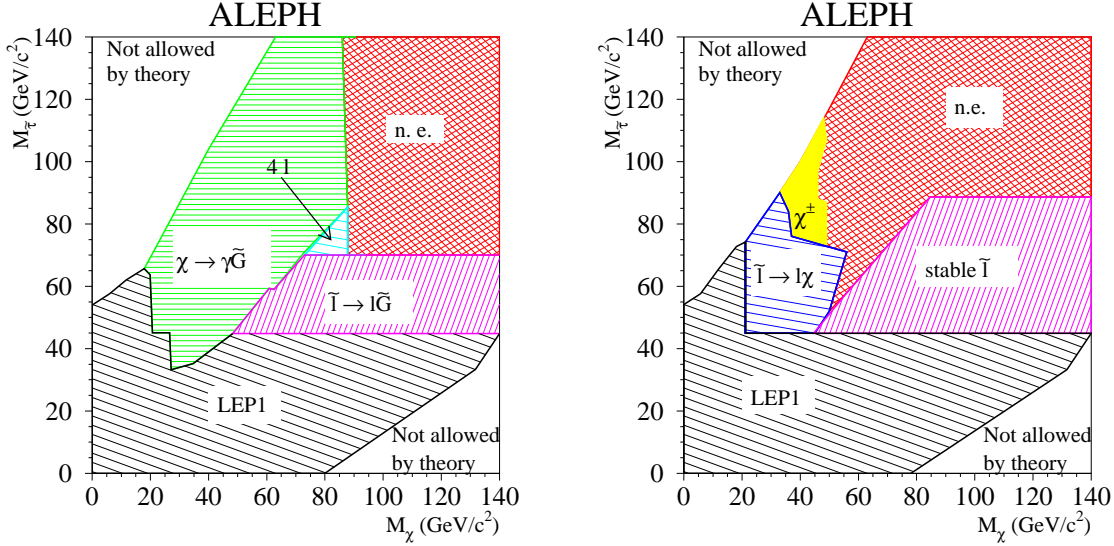 ALEPH
M_τ̃ (GeV/c²)
140
120
100
80
60
40
20
0
Not allowed
by theory
n. e.
4 l
χ → γG̃
l̃ → lG̃
LEP1
Not allowed
by theory
0 20 40 60 80 100 120 140
M_χ (GeV/c²)
ALEPH
M_τ̃ (GeV/c²)
140
120
100
80
60
40
20
0
Not allowed
by theory
n.e.
χ±
l̃ → lχ
stable l̃
LEP1
Not allowed
by theory
0 20 40 60 80 100 120 140
M_χ (GeV/c²)